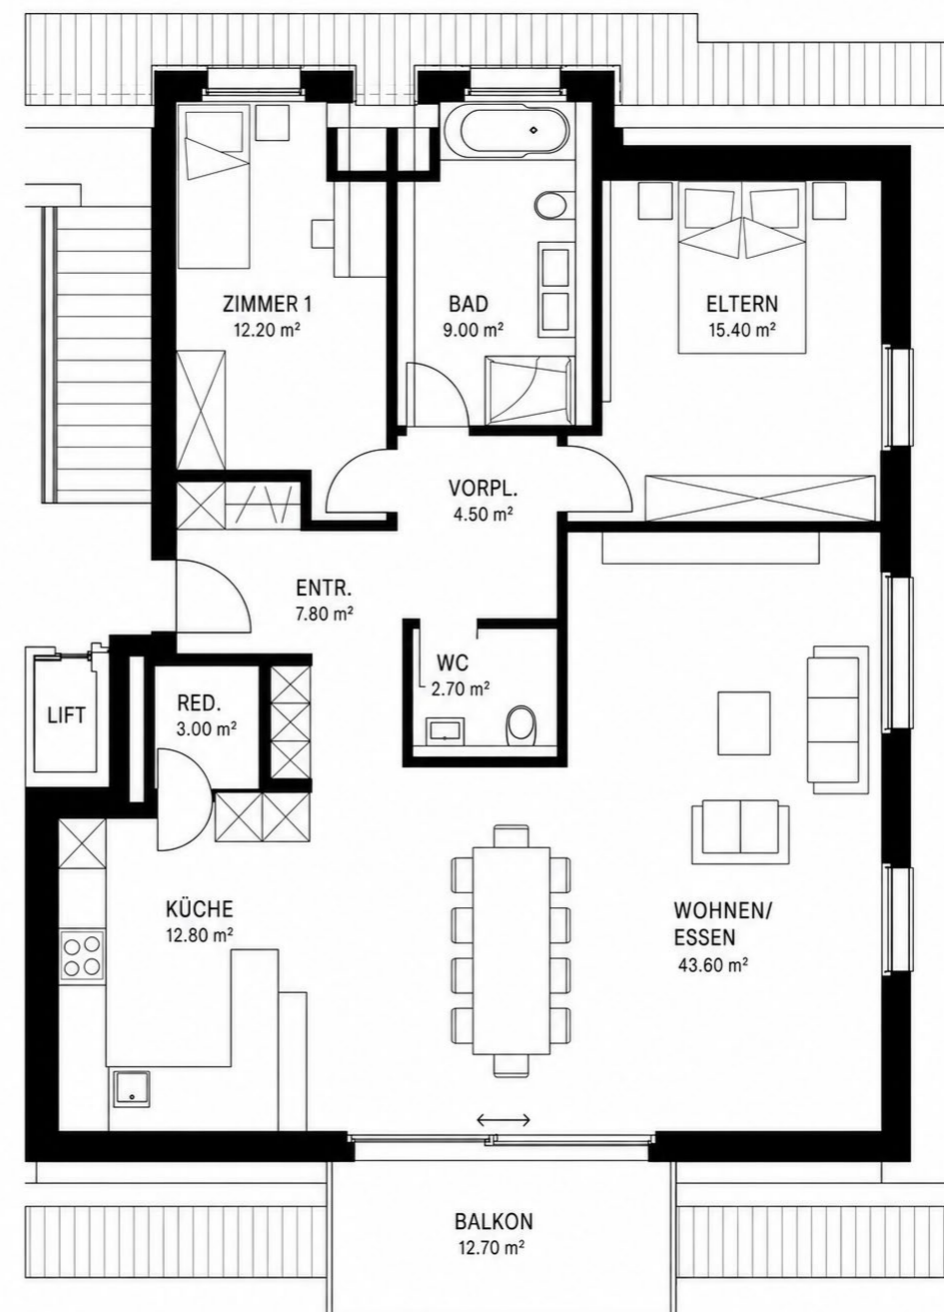 ZIMMER 1
12.20 m²
BAD
9.00 m²
ELTERN
15.40 m²
VORPL.
4.50 m²
ENTR.
7.80 m²
WC
2.70 m²
RED.
3.00 m²
LIFT
KÜCHE
12.80 m²
WOHNEN/
ESSEN
43.60 m²
BALKON
12.70 m²